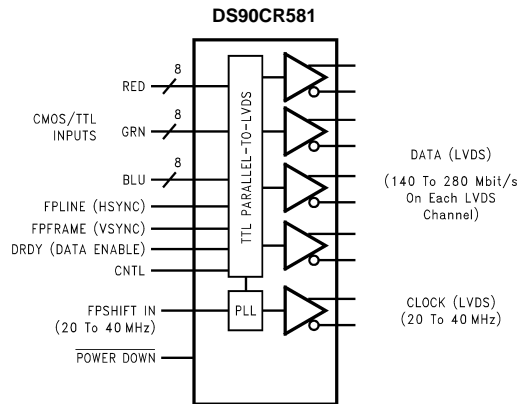 DS90CR581
8
RED
CMOS/TTL
INPUTS
8
GRN
8
BLU
FPLINE (HSYNC)
FPFRAME (VSYNC)
DRDY (DATA ENABLE)
CNTL
FPSHIFT IN
(20 To 40 MHz)
POWER DOWN
TTL PARALLEL-TO-LVDS
PLL
DATA (LVDS)
(140 To 280 Mbit/s
On Each LVDS
Channel)
CLOCK (LVDS)
(20 To 40 MHz)